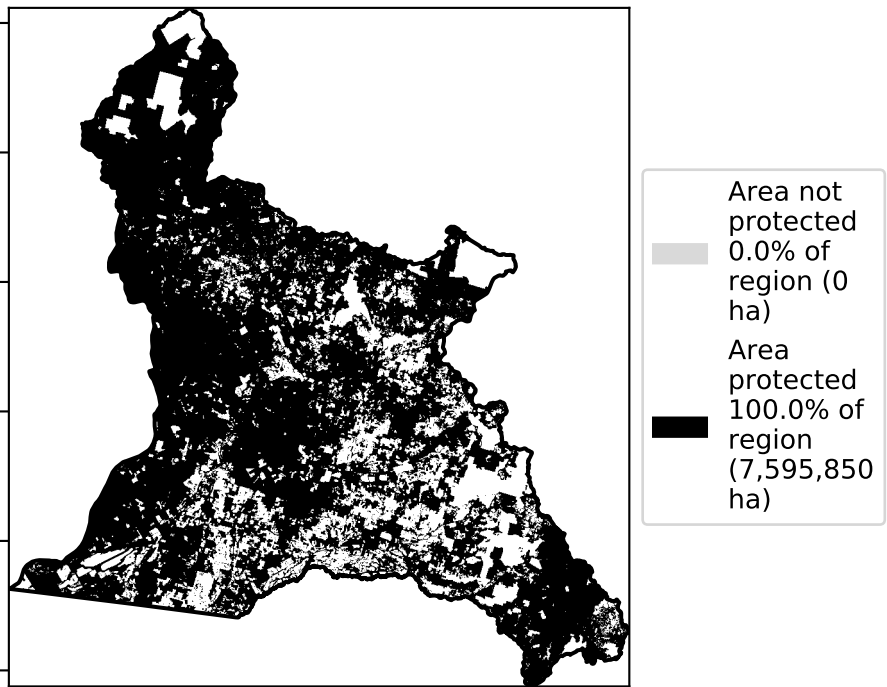 Area not
protected
0.0% of
region (0
ha)
Area
protected
100.0% of
region
(7,595,850
ha)